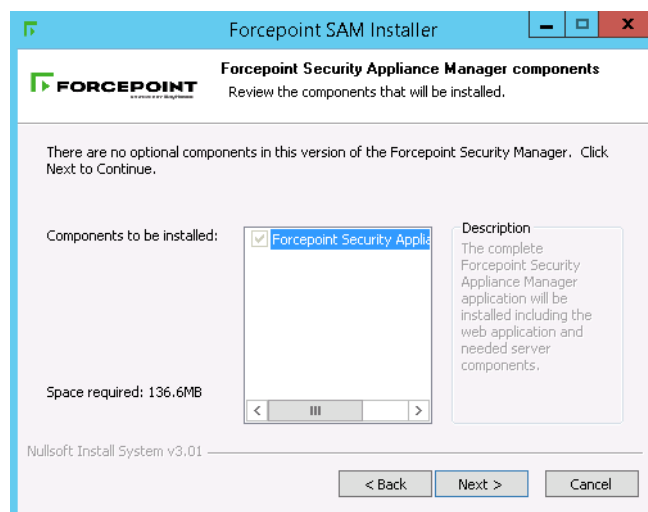 Forcepoint SAM Installer
FORCEPOINT
Forcepoint Security Appliance Manager components
Review the components that will be installed.
There are no optional components in this version of the Forcepoint Security Manager. Click
Next to Continue.
Components to be installed:
Forcepoint Security Applia
Description
The complete
Forcepoint Security
Appliance Manager
application will be
installed including the
web application and
needed server
components.
Space required: 136.6MB
Nullsoft Install System v3.01
< Back
Next >
Cancel